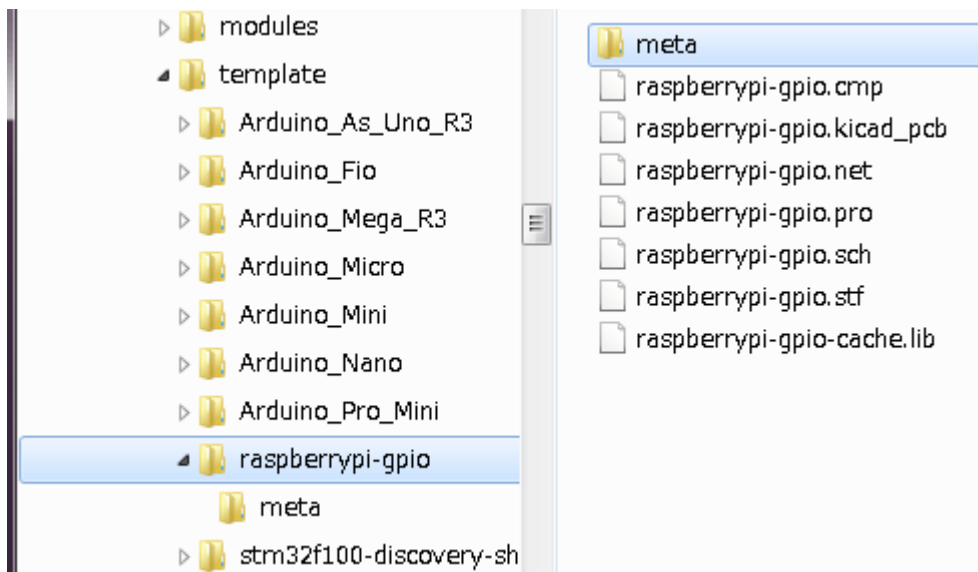 modules
template
Arduino_As_Uno_R3
Arduino_Fio
Arduino_Mega_R3
Arduino_Micro
Arduino_Mini
Arduino_Nano
Arduino_Pro_Mini
raspberrypi-gpio
meta
stm32f100-discovery-sh
meta
raspberrypi-gpio.cmp
raspberrypi-gpio.kicad_pcb
raspberrypi-gpio.net
raspberrypi-gpio.pro
raspberrypi-gpio.sch
raspberrypi-gpio.stf
raspberrypi-gpio-cache.lib